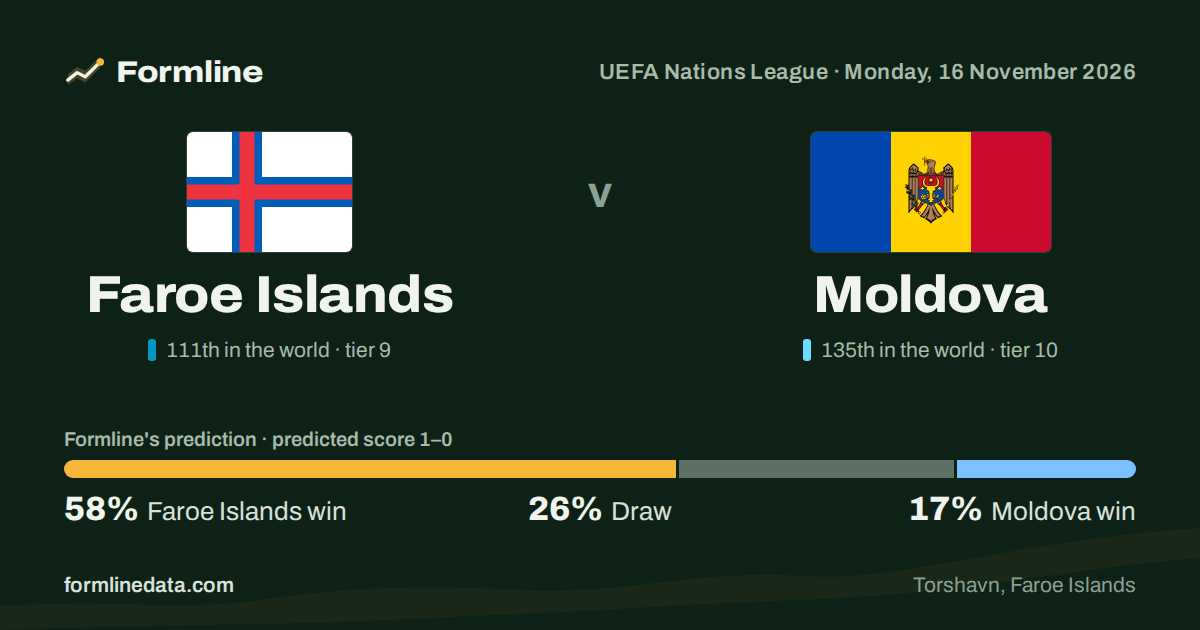 Formline
UEFA Nations League · Monday, 16 November 2026
v
Faroe Islands
Moldova
111th in the world · tier 9
135th in the world · tier 10
Formline's prediction · predicted score 1–0
58% Faroe Islands win
26% Draw
17% Moldova win
formlinedata.com
Torshavn, Faroe Islands